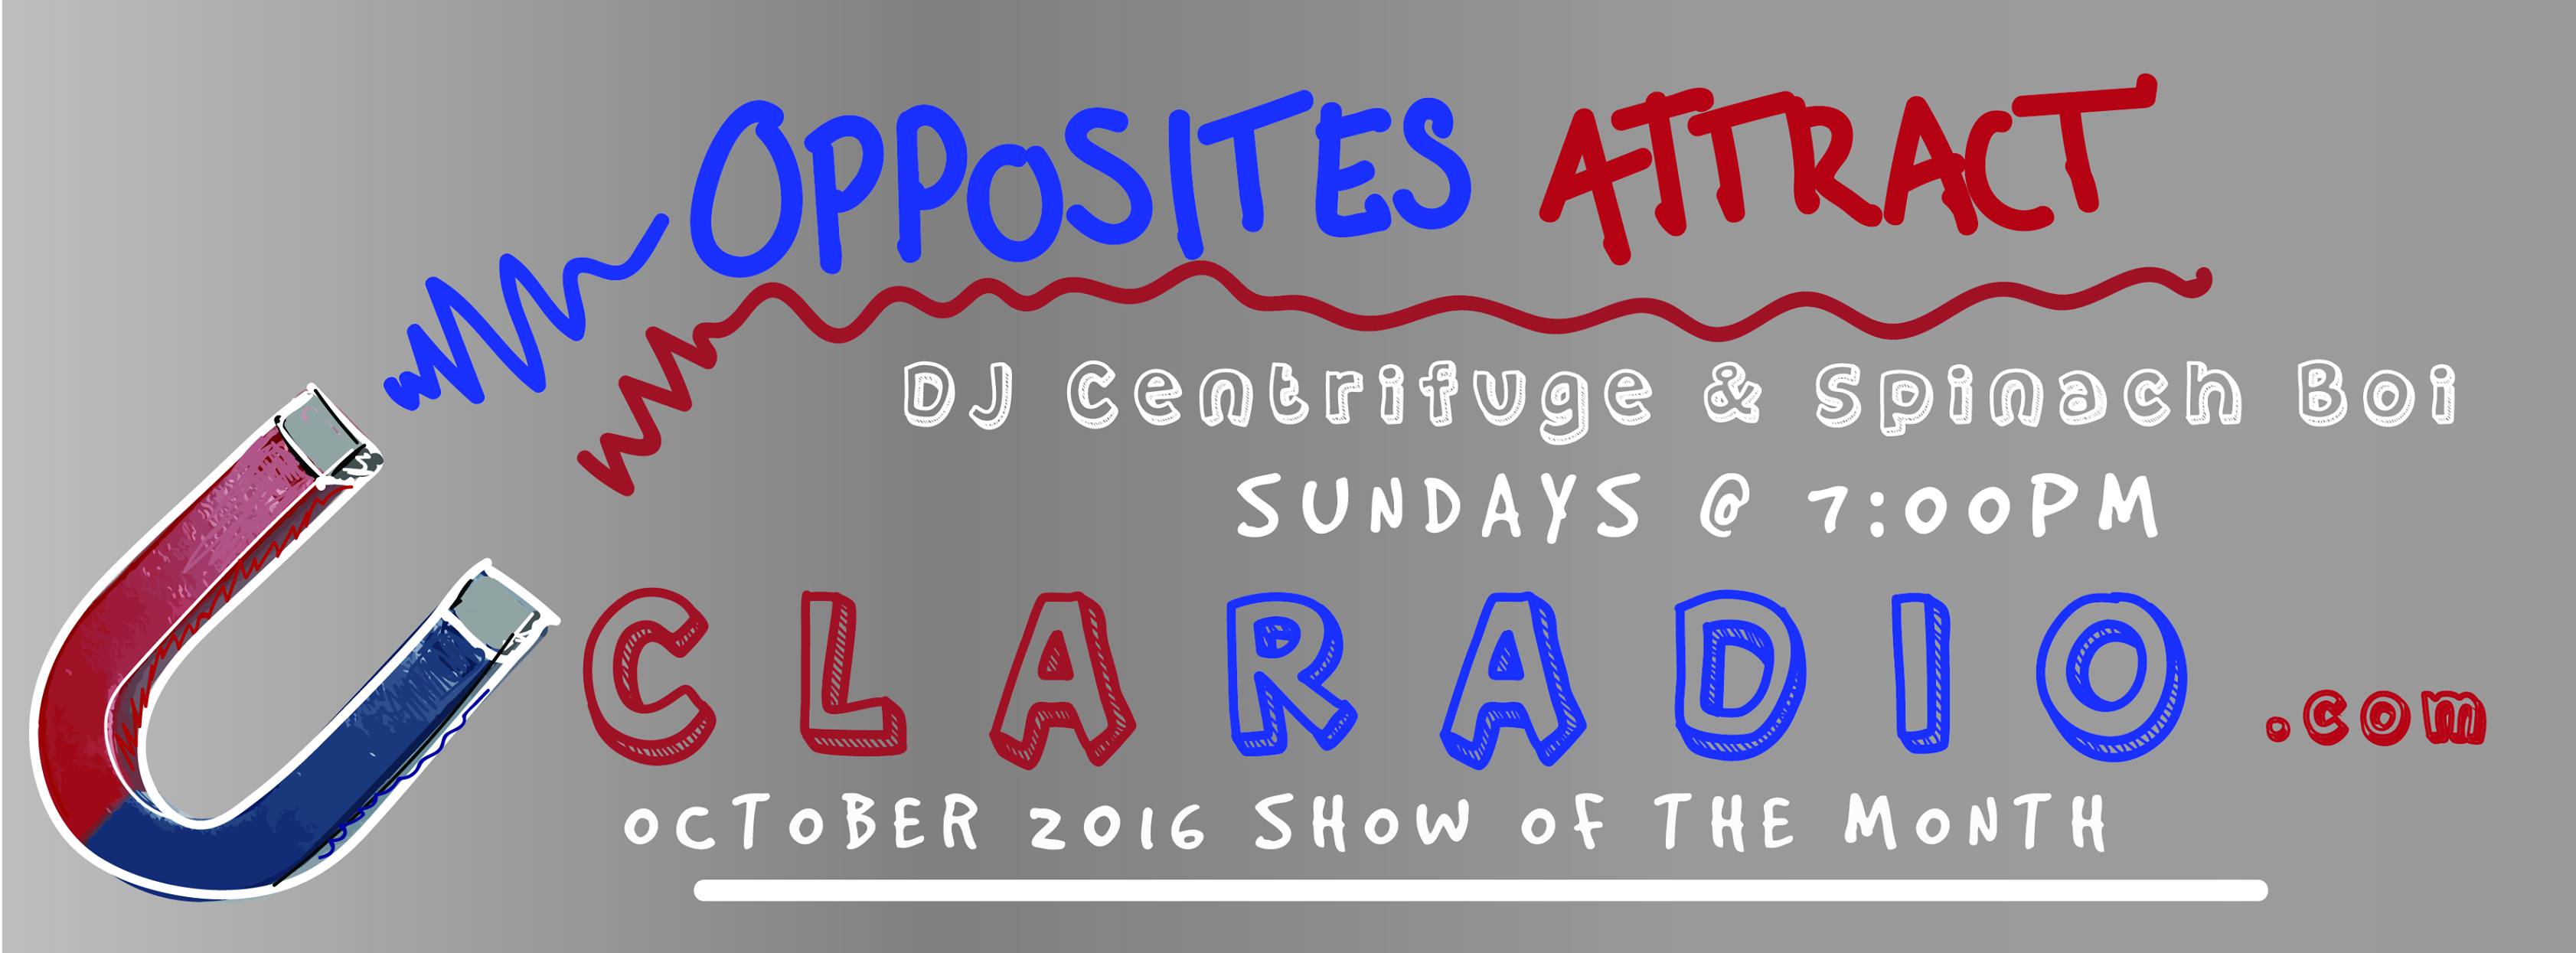 OPPOSITES ATTRACT
DJ Centrifuge & Spinach Boi
SUNDAYS @ 7:00PM
CLARADIO.com
OCTOBER 2016 SHOW OF THE MONTH